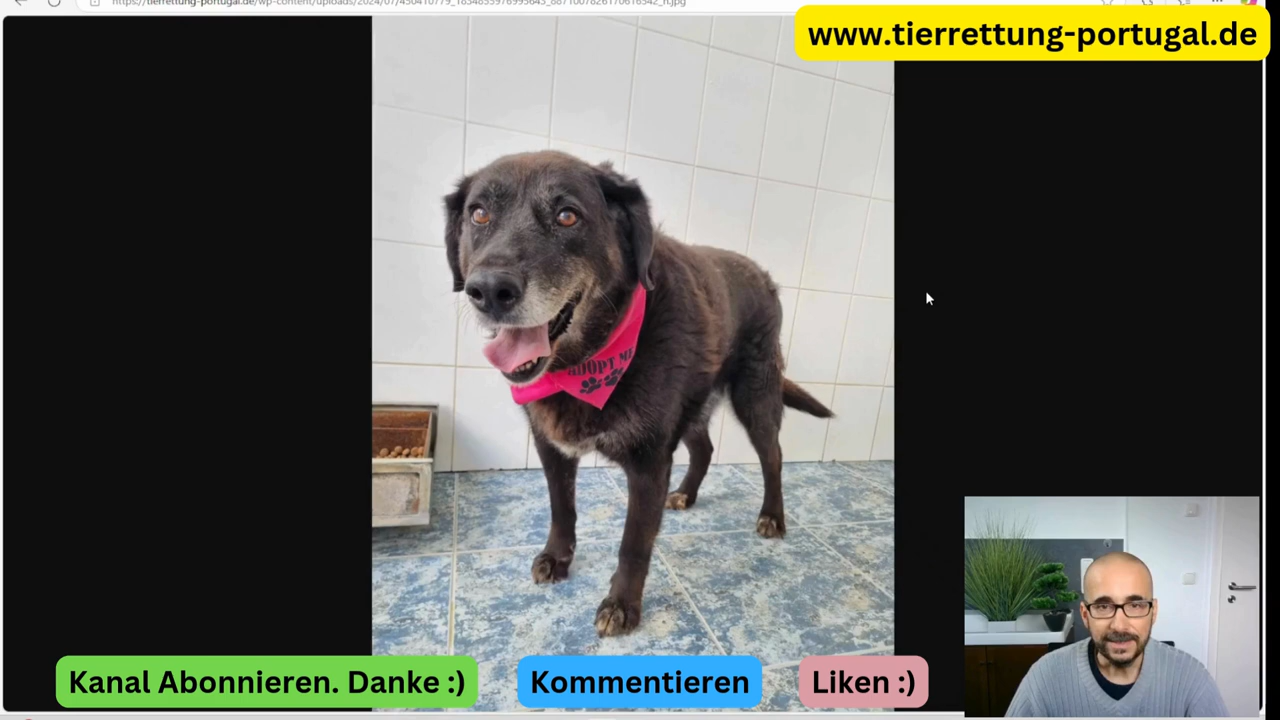 www.tierrettung-portugal.de
ADOPT ME
Kanal Abonnieren. Danke :)
Kommentieren
Liken :)